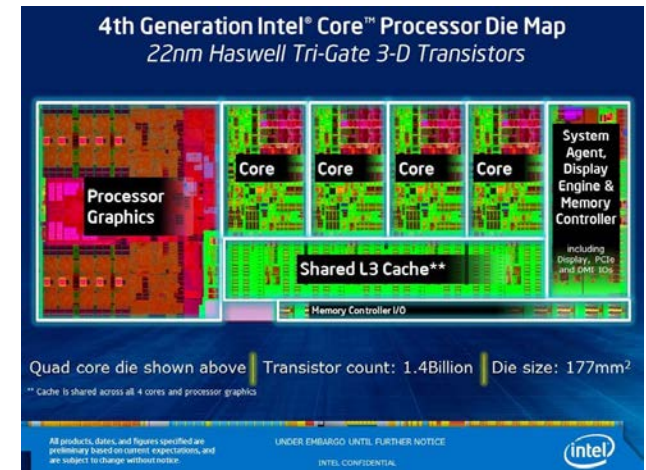 4th Generation Intel® Core™ Processor Die Map
22nm Haswell Tri-Gate 3-D Transistors
Processor
Graphics
Core
Core
Core
Core
System
Agent,
Display
Engine &
Memory
Controller
including
Display, PCIe
and DMI IOs
Shared L3 Cache**
Memory Controller I/O
Quad core die shown above
Transistor count: 1.4Billion
Die size: 177mm²
** Cache is shared across all 4 cores and processor graphics
All products, dates, and figures specified are
preliminary based on current expectations, and
are subject to change without notice.
UNDER EMBARGO UNTIL FURTHER NOTICE
INTEL CONFIDENTIAL
intel